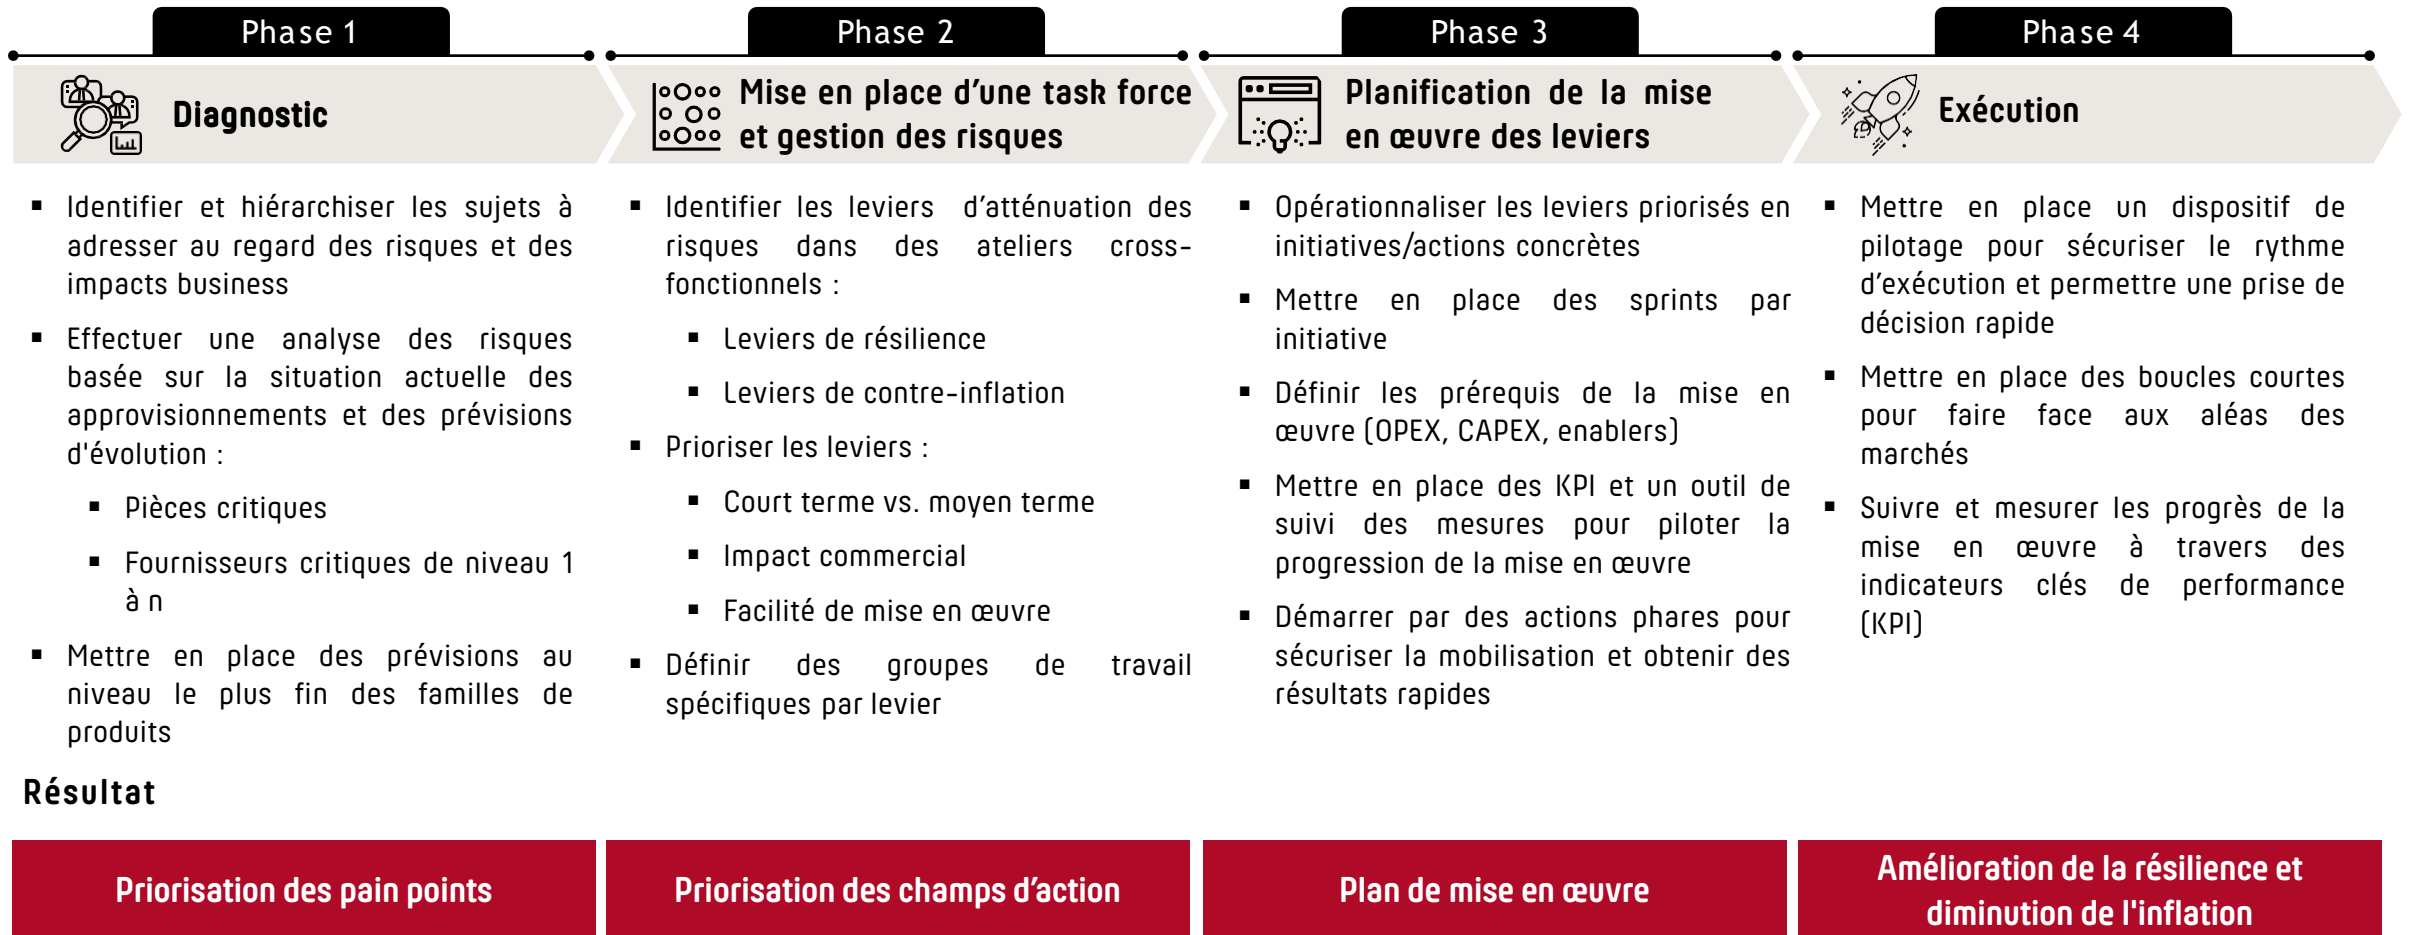 Phase 1
Phase 2
Phase 3
Phase 4
Diagnostic
Mise en place d’une task force
et gestion des risques
Planification de la mise
en œuvre des leviers
Exécution
▪ Identifier et hiérarchiser les sujets à
adresser au regard des risques et des
impacts business
▪ Effectuer une analyse des risques
basée sur la situation actuelle des
approvisionnements et des prévisions
d'évolution :
▪ Pièces critiques
▪ Fournisseurs critiques de niveau 1
à n
▪ Mettre en place des prévisions au
niveau le plus fin des familles de
produits
▪ Identifier les leviers d’atténuation des
risques dans des ateliers cross-
fonctionnels :
▪ Leviers de résilience
▪ Leviers de contre-inflation
▪ Prioriser les leviers :
▪ Court terme vs. moyen terme
▪ Impact commercial
▪ Facilité de mise en œuvre
▪ Définir des groupes de travail
spécifiques par levier
▪ Opérationnaliser les leviers priorisés en
initiatives/actions concrètes
▪ Mettre en place des sprints par
initiative
▪ Définir les prérequis de la mise en
œuvre (OPEX, CAPEX, enablers)
▪ Mettre en place des KPI et un outil de
suivi des mesures pour piloter la
progression de la mise en œuvre
▪ Démarrer par des actions phares pour
sécuriser la mobilisation et obtenir des
résultats rapides
▪ Mettre en place un dispositif de
pilotage pour sécuriser le rythme
d’exécution et permettre une prise de
décision rapide
▪ Mettre en place des boucles courtes
pour faire face aux aléas des
marchés
▪ Suivre et mesurer les progrès de la
mise en œuvre à travers des
indicateurs clés de performance
(KPI)
Résultat
Priorisation des pain points
Priorisation des champs d’action
Plan de mise en œuvre
Amélioration de la résilience et
diminution de l'inflation